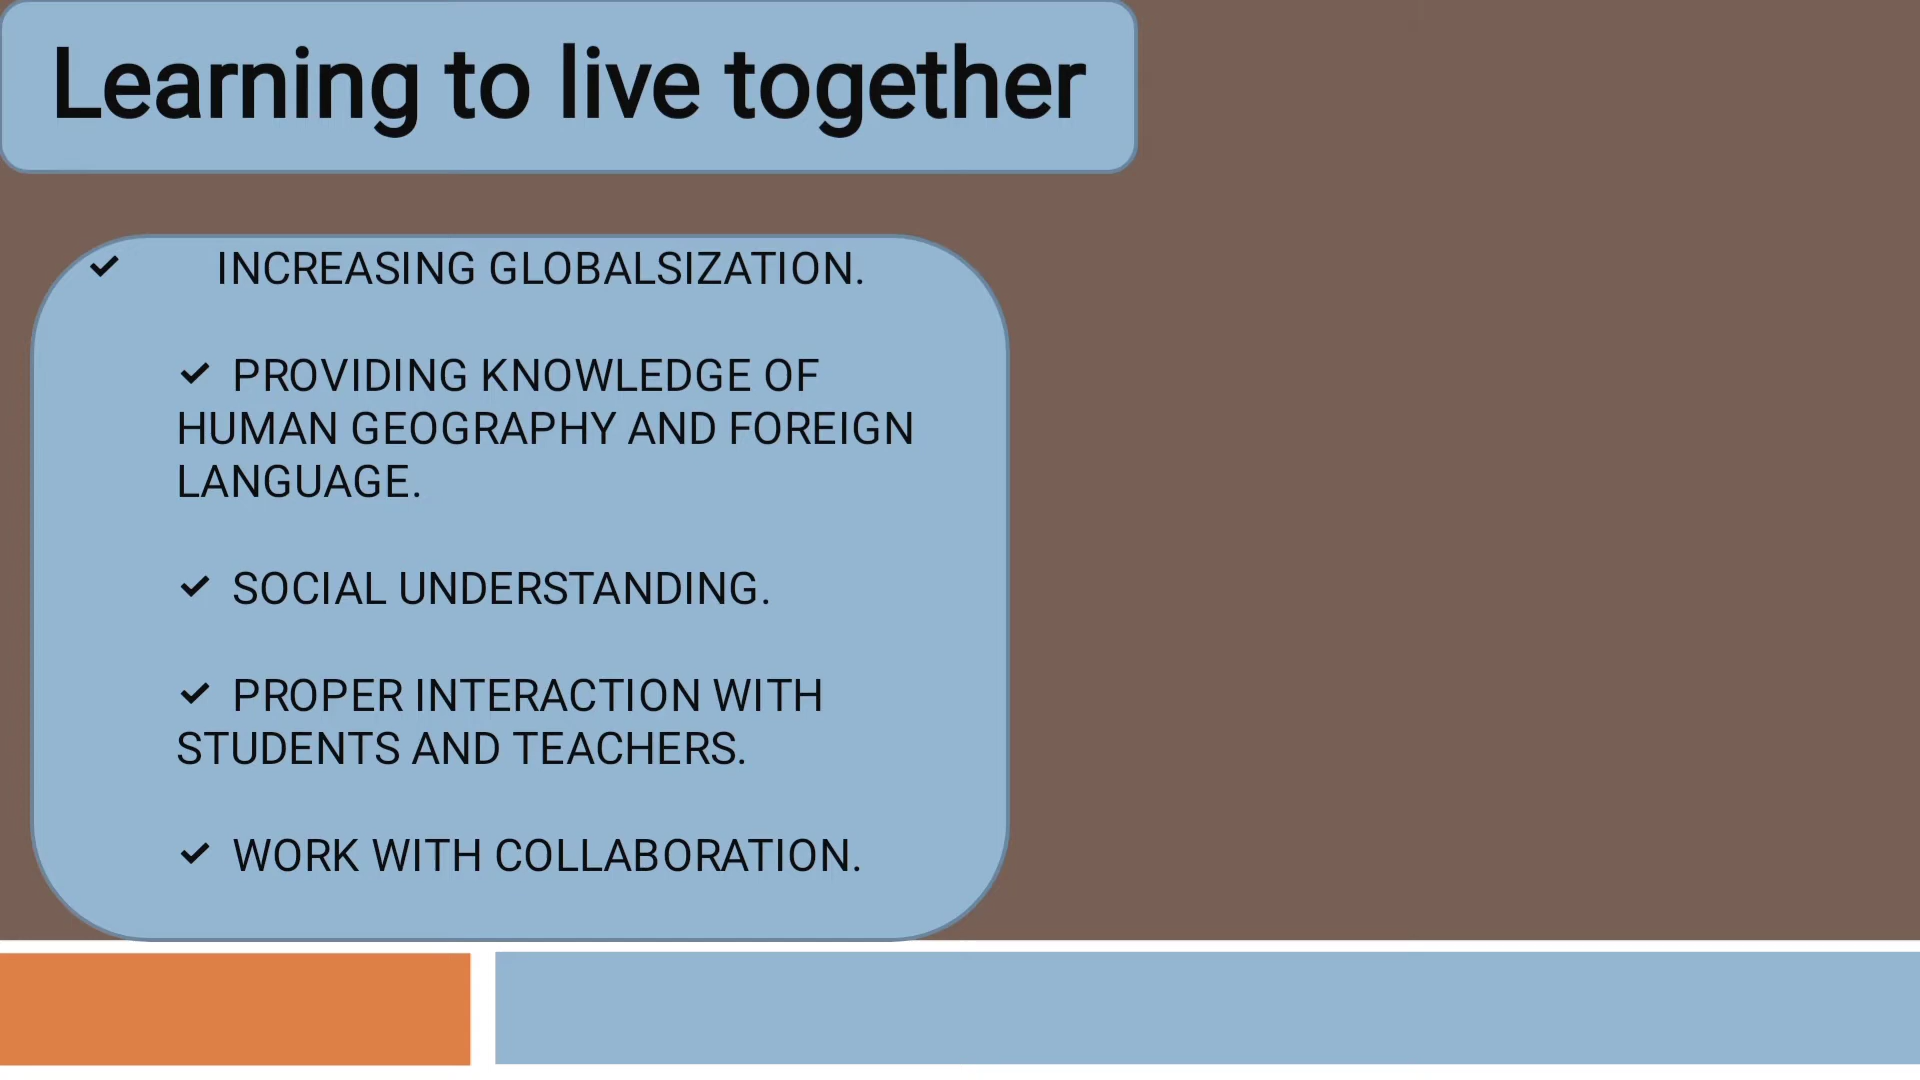 Learning to live together
✓ INCREASING GLOBALSIZATION.
✓ PROVIDING KNOWLEDGE OF
HUMAN GEOGRAPHY AND FOREIGN
LANGUAGE.
✓ SOCIAL UNDERSTANDING.
✓ PROPER INTERACTION WITH
STUDENTS AND TEACHERS.
✓ WORK WITH COLLABORATION.